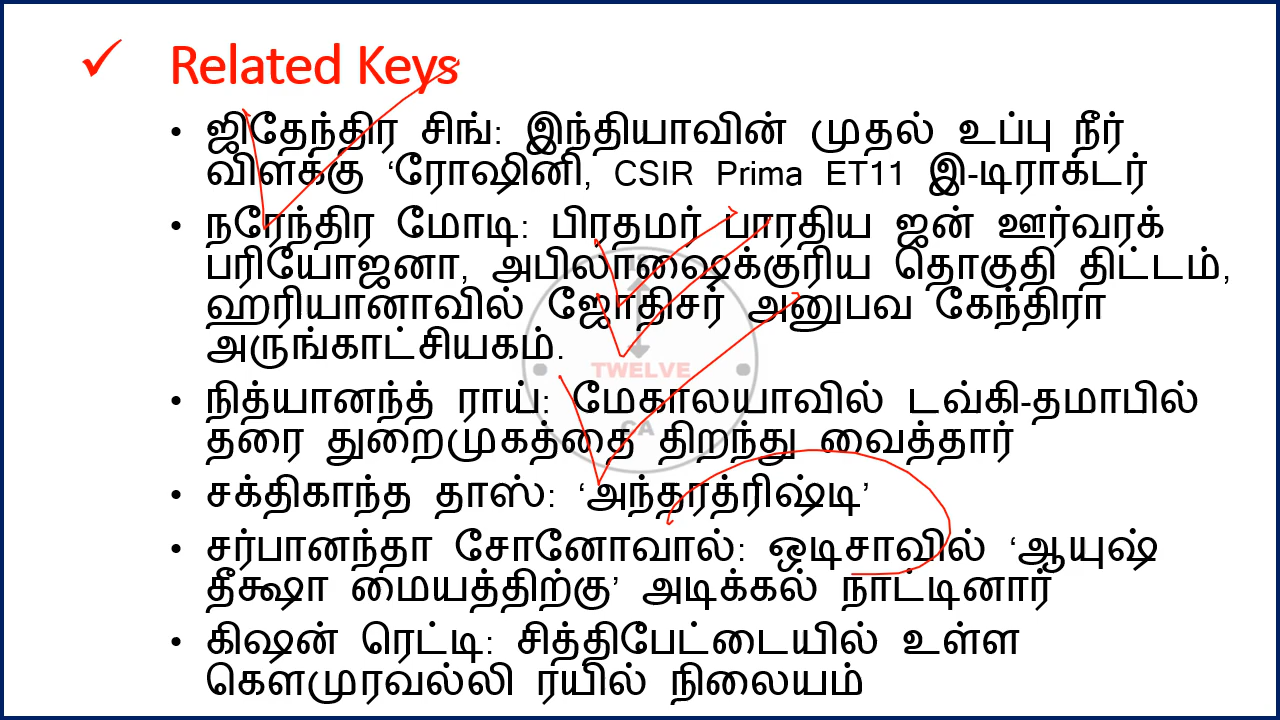 ✓ Related Keys
• ஜிதேந்திர சிங்: இந்தியாவின் முதல் உப்பு நீர்
விளக்கு ‘ரோஷினி, CSIR Prima ET11 இ-டிராக்டர்
• நரேந்திர மோடி: பிரதமர் பாரதிய ஜன் ஊர்வரக்
பரியோஜனா, அபிலாஷைக்குரிய தொகுதி திட்டம்,
ஹரியானாவில் ஜோதிசர் அனுபவ கேந்திரா
அருங்காட்சியகம்.
TWELVE
• நித்யானந்த் ராய்: மேகாலயாவில் டவ்கி-தமாபில்
CA
தரை துறைமுகத்தை திறந்து வைத்தார்
• சக்திகாந்த தாஸ்: ‘அந்தரத்ரிஷ்டி’
• சர்பானந்தா சோனோவால்: ஒடிசாவில் ‘ஆயுஷ்
தீக்ஷா மையத்திற்கு’ அடிக்கல் நாட்டினார்
• கிஷன் ரெட்டி: சித்திபேட்டையில் உள்ள
கௌமுரவல்லி ரயில் நிலையம்